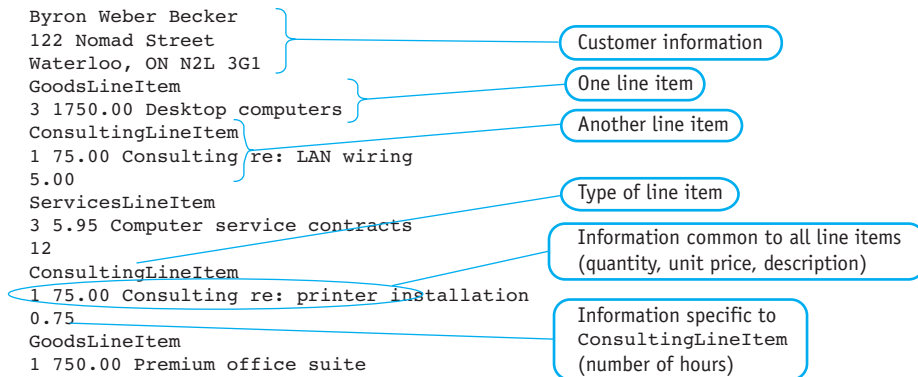 Byron Weber Becker
122 Nomad Street
Waterloo, ON N2L 3G1
GoodsLineItem
3 1750.00 Desktop computers
ConsultingLineItem
1 75.00 Consulting re: LAN wiring
5.00
ServicesLineItem
3 5.95 Computer service contracts
12
ConsultingLineItem
1 75.00 Consulting re: printer installation
0.75
GoodsLineItem
1 750.00 Premium office suite
Customer information
One line item
Another line item
Type of line item
Information common to all line items
(quantity, unit price, description)
Information specific to
ConsultingLineItem
(number of hours)